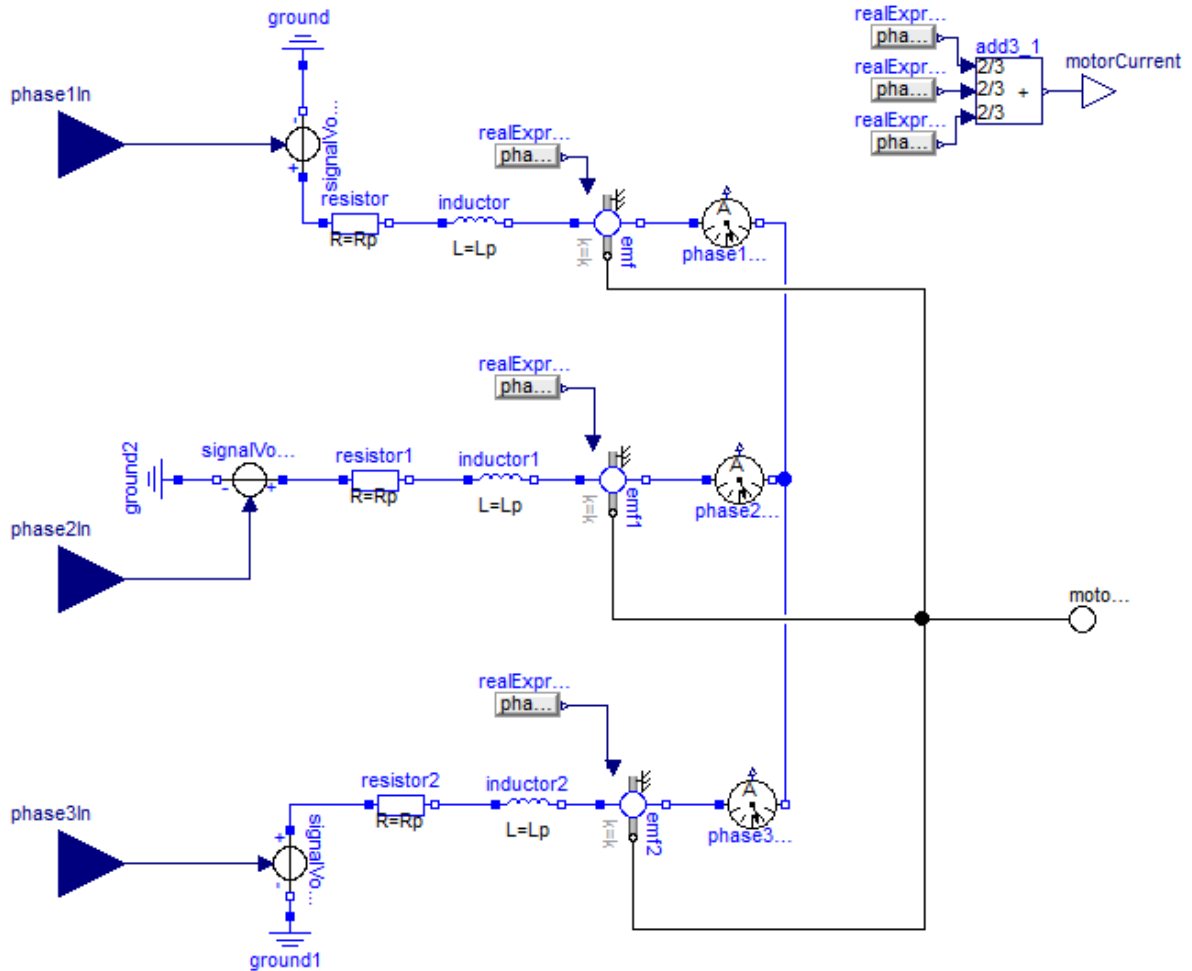 ground
realExpr...
pha...
add3_1
motorCurrent
phase1In
realExpr...
pha...
2/3
2/3
2/3
+
realExpr...
pha...
-
+
signalVo...
realExpr...
pha...
resistor
R=Rp
inductor
L=Lp
k=k
emf
A
phase1...
realExpr...
pha...
ground2
signalVo...
-
+
resistor1
R=Rp
inductor1
L=Lp
k=k
emf1
A
phase2...
phase2In
moto...
realExpr...
pha...
resistor2
R=Rp
inductor2
L=Lp
k=k
emf2
A
phase3...
phase3In
+
-
signalVo...
ground1